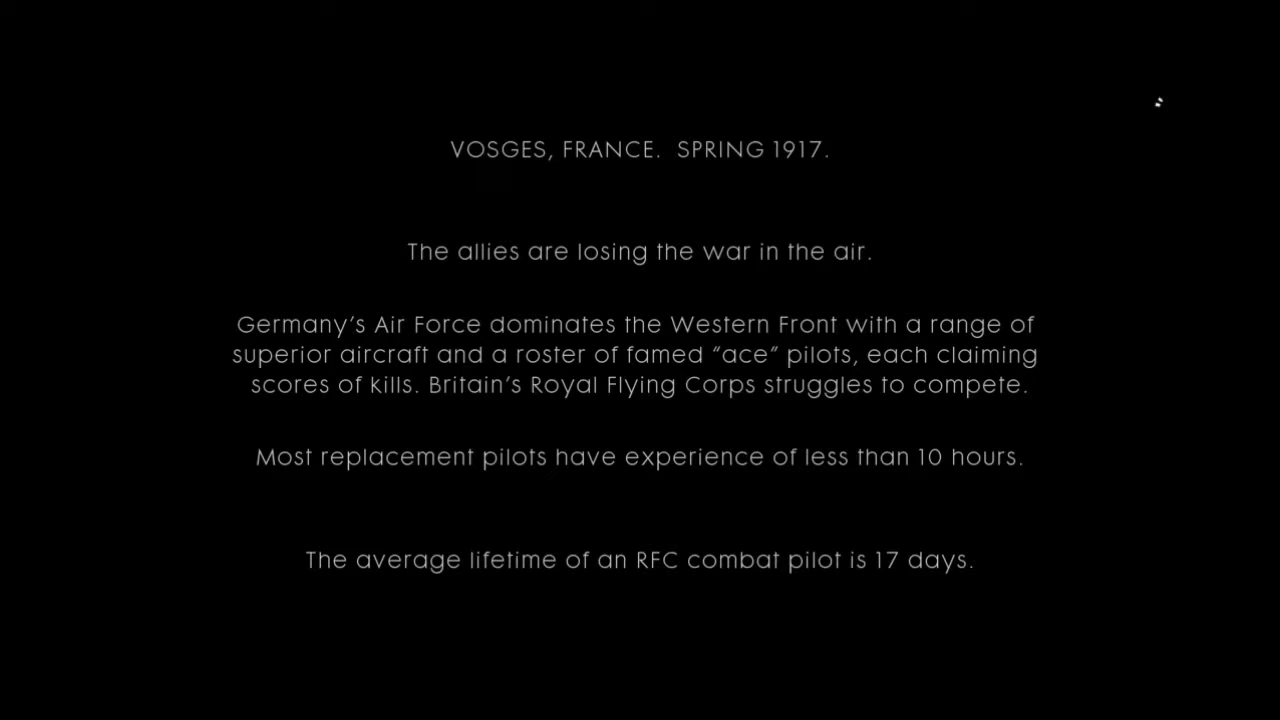 VOSGES, FRANCE.  SPRING 1917.
The allies are losing the war in the air.
Germany’s Air Force dominates the Western Front with a range of
superior aircraft and a roster of famed “ace” pilots, each claiming
scores of kills. Britain’s Royal Flying Corps struggles to compete.
Most replacement pilots have experience of less than 10 hours.
The average lifetime of an RFC combat pilot is 17 days.